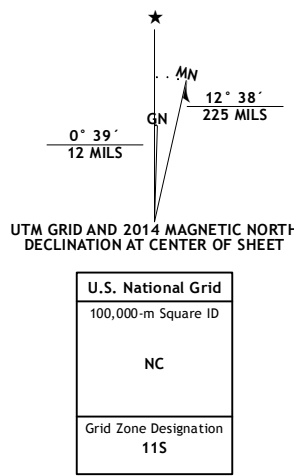 MN
GN
12° 38´
225 MILS
0° 39´
12 MILS
UTM GRID AND 2014 MAGNETIC NORTH
DECLINATION AT CENTER OF SHEET
U.S. National Grid
100,000-m Square ID
NC
Grid Zone Designation
11S